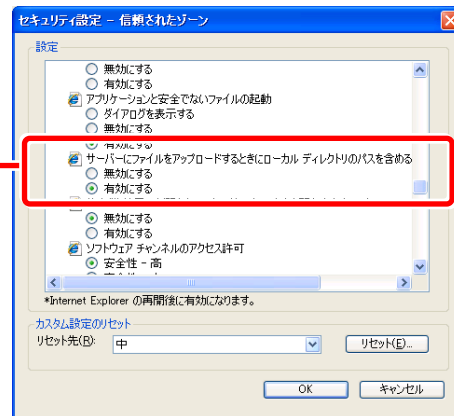 セキュリティ設定 - 信頼されたゾーン
設定
無効にする
有効にする
アプリケーションと安全でないファイルの起動
ダイアログを表示する
無効にする
有効にする
サーバーにファイルをアップロードするときにローカル ディレクトリのパスを含める
無効にする
有効にする
無効にする
有効にする
ソフトウェア チャンネルのアクセス許可
安全性 - 高
*Internet Explorer の再開後に有効になります。
カスタム設定のリセット
リセット先(R):
中
リセット(E)...
OK
キャンセル